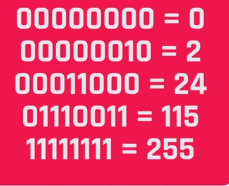 00000000 = 0
00000010 = 2
00011000 = 24
01110011 = 115
11111111 = 255